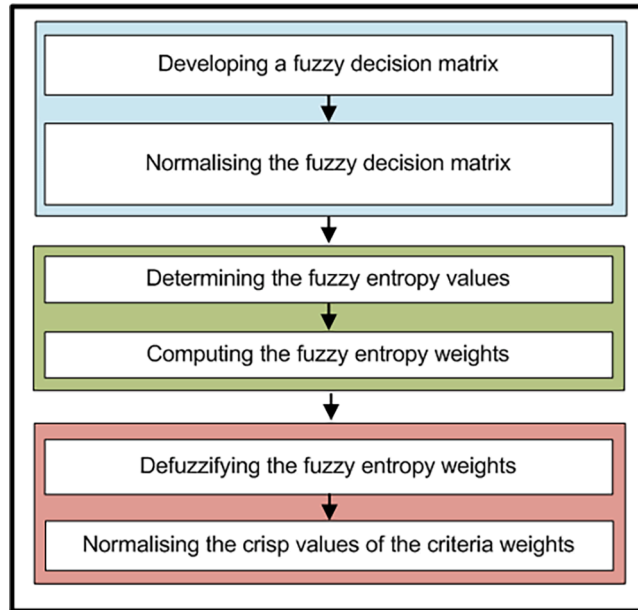 Developing a fuzzy decision matrix
Normalising the fuzzy decision matrix
Determining the fuzzy entropy values
Computing the fuzzy entropy weights
Defuzzifying the fuzzy entropy weights
Normalising the crisp values of the criteria weights